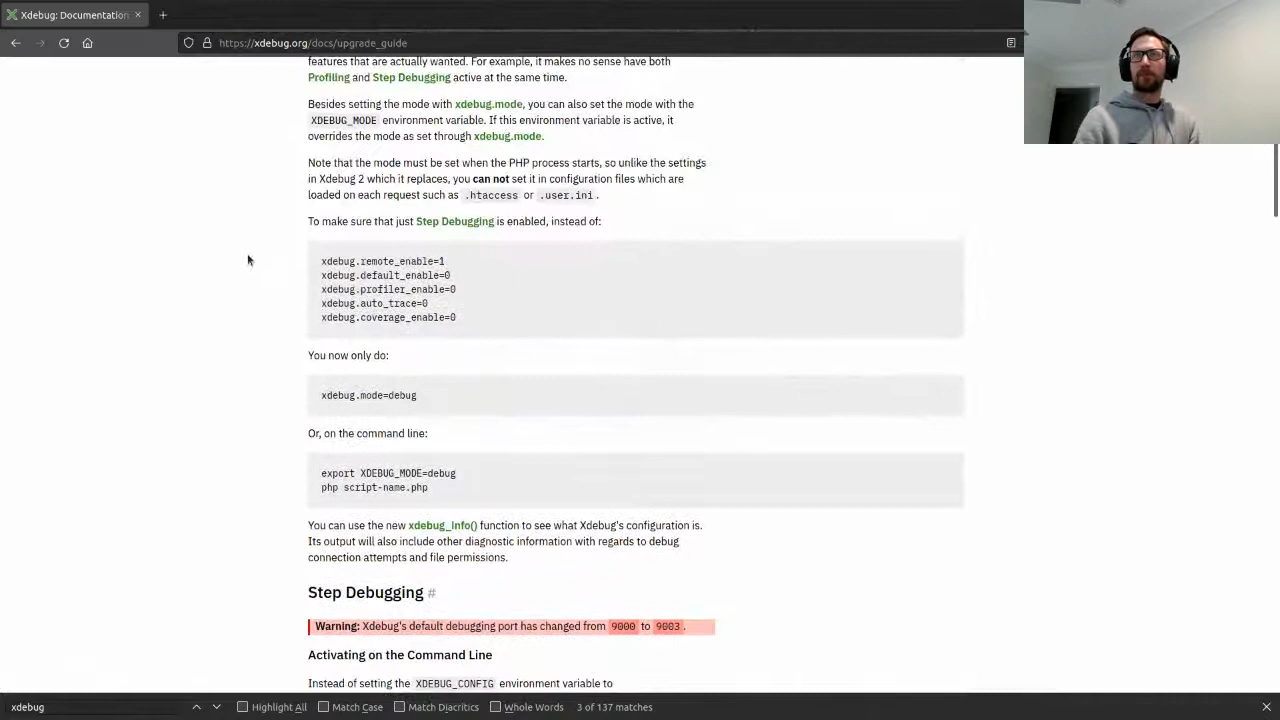 Xdebug: Documentation
https://xdebug.org/docs/upgrade_guide
features that are actually wanted. For example, it makes no sense have both
Profiling and Step Debugging active at the same time.
Besides setting the mode with xdebug.mode, you can also set the mode with the
XDEBUG_MODE environment variable. If this environment variable is active, it
overrides the mode as set through xdebug.mode.
Note that the mode must be set when the PHP process starts, so unlike the settings
in Xdebug 2 which it replaces, you can not set it in configuration files which are
loaded on each request such as .htaccess or .user.ini.
To make sure that just Step Debugging is enabled, instead of:
xdebug.remote_enable=1
xdebug.default_enable=0
xdebug.profiler_enable=0
xdebug.auto_trace=0
xdebug.coverage_enable=0
You now only do:
xdebug.mode=debug
Or, on the command line:
export XDEBUG_MODE=debug
php script-name.php
You can use the new xdebug_info() function to see what Xdebug's configuration is.
Its output will also include other diagnostic information with regards to debug
connection attempts and file permissions.
Step Debugging #
Warning: Xdebug's default debugging port has changed from 9000 to 9003.
Activating on the Command Line
Instead of setting the XDEBUG_CONFIG environment variable to
xdebug Highlight All Match Case Match Diacritics Whole Words 3 of 137 matches